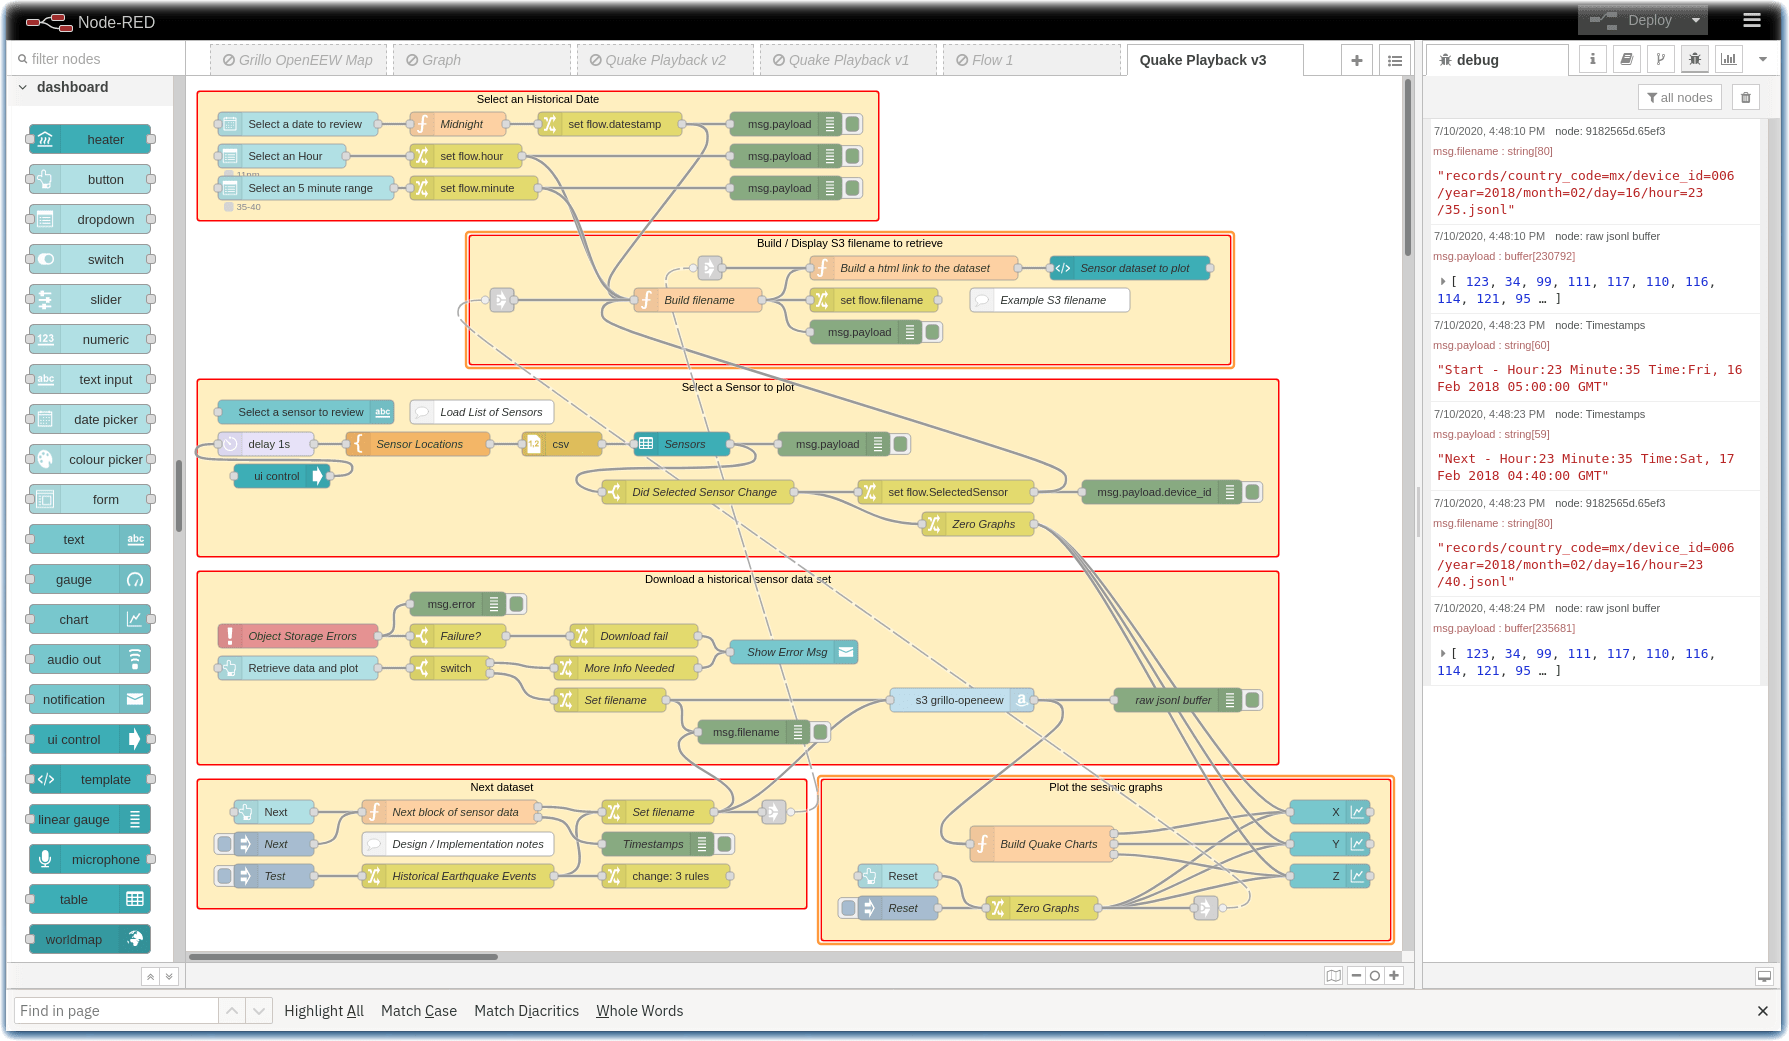 Node-RED
Deploy
filter nodes
Grillo OpenEEW Map
Graph
Quake Playback v2
Quake Playback v1
Flow 1
Quake Playback v3
debug
all nodes
dashboard
heater
button
dropdown
switch
slider
numeric
text input
date picker
colour picker
form
text
gauge
chart
audio out
notification
ui control
template
linear gauge
microphone
table
worldmap
Select an Historical Date
Select a date to review
Midnight
set flow.datestamp
msg.payload
Select an Hour
set flow.hour
msg.payload
11pm
Select an 5 minute range
set flow.minute
msg.payload
35-40
Build / Display S3 filename to retrieve
Build a html link to the dataset
Sensor dataset to plot
Build filename
set flow.filename
Example S3 filename
msg.payload
Select a Sensor to plot
Select a sensor to review
abc
Load List of Sensors
delay 1s
Sensor Locations
csv
Sensors
msg.payload
ui control
Did Selected Sensor Change
set flow.SelectedSensor
msg.payload.device_id
Zero Graphs
Download a historical sensor data set
msg.error
Object Storage Errors
Failure?
Download fail
Show Error Msg
Retrieve data and plot
switch
More Info Needed
Set filename
s3 grillo-openeew
raw jsonl buffer
msg.filename
Next dataset
Next
Next block of sensor data
Set filename
Next
Design / Implementation notes
Timestamps
Test
Historical Earthquake Events
change: 3 rules
Plot the sesmic graphs
X
Build Quake Charts
Y
Reset
Z
Reset
Zero Graphs
7/10/2020, 4:48:10 PM node: 9182565d.65ef3
msg.filename : string[80]
"records/country_code=mx/device_id=006
/year=2018/month=02/day=16/hour=23
/35.jsonl"
7/10/2020, 4:48:10 PM node: raw jsonl buffer
msg.payload : buffer[230792]
[ 123, 34, 99, 111, 117, 110, 116,
114, 121, 95 … ]
7/10/2020, 4:48:23 PM node: Timestamps
msg.payload : string[60]
"Start - Hour:23 Minute:35 Time:Fri, 16
Feb 2018 05:00:00 GMT"
7/10/2020, 4:48:23 PM node: Timestamps
msg.payload : string[59]
"Next - Hour:23 Minute:35 Time:Sat, 17
Feb 2018 04:40:00 GMT"
7/10/2020, 4:48:23 PM node: 9182565d.65ef3
msg.filename : string[80]
"records/country_code=mx/device_id=006
/year=2018/month=02/day=16/hour=23
/40.jsonl"
7/10/2020, 4:48:24 PM node: raw jsonl buffer
msg.payload : buffer[235681]
[ 123, 34, 99, 111, 117, 110, 116,
114, 121, 95 … ]
Find in page
Highlight All
Match Case
Match Diacritics
Whole Words